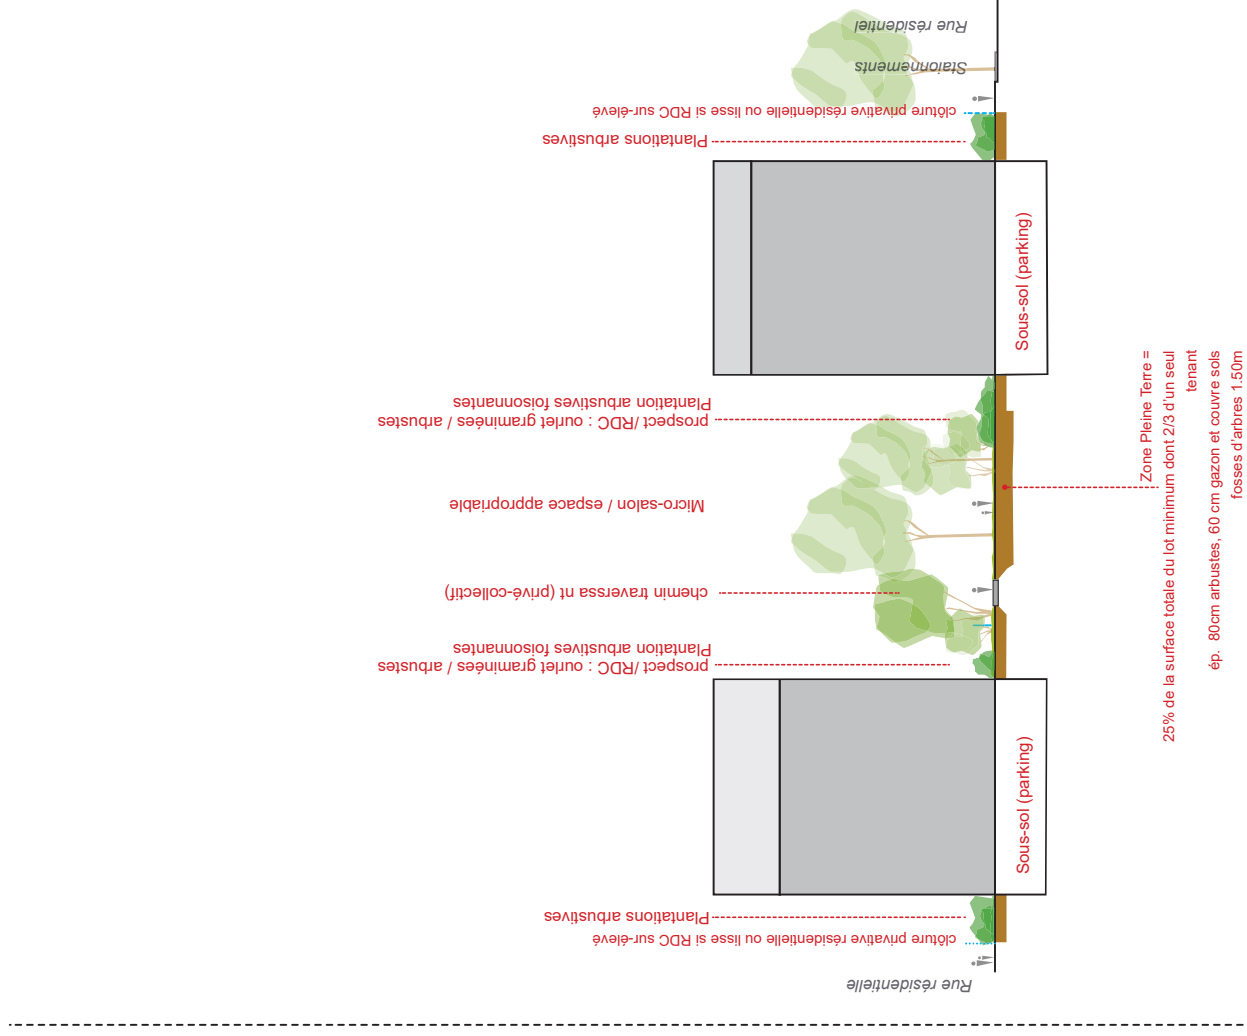 Rue résidentiel
Staionnements
clôture privative résidentielle ou lisse si RDC sur-élevé
Plantations arbustives
Sous-sol (parking)
Plantation arbustives foisonnantes
prospect /RDC : ourlet graminées / arbustes
Micro-salon / espace appropriable
chemin traverssa nt (privé-collectif)
Plantation arbustives foisonnantes
prospect /RDC : ourlet graminées / arbustes
Sous-sol (parking)
Plantations arbustives
clôture privative résidentielle ou lisse si RDC sur-élevé
Rue résidentielle
Zone Pleine Terre =
25% de la surface totale du lot minimum dont 2/3 d'un seul
tenant
ép. 80cm arbustes, 60 cm gazon et couvre sols
fosses d'arbres 1.50m